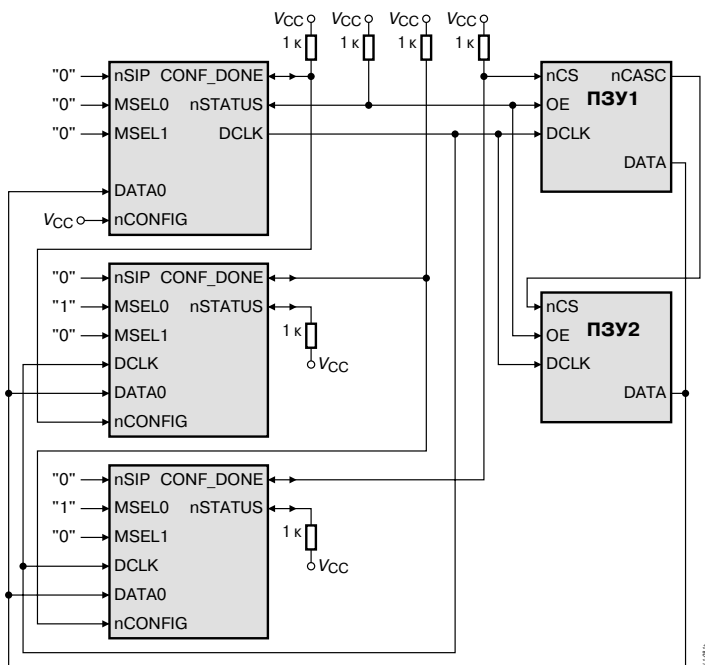 VCC VCC VCC VCC
1 к 1 к 1 к 1 к
"0" nSIP CONF_DONE
"0" MSEL0 nSTATUS
"0" MSEL1 DCLK
DATA0
VCC nCONFIG
nCS nCASC
OE ПЗУ1
DCLK
DATA
"0" nSIP CONF_DONE
"1" MSEL0 nSTATUS
"0" MSEL1
DCLK
DATA0
nCONFIG
1 к
VCC
nCS
OE ПЗУ2
DCLK
DATA
"0" nSIP CONF_DONE
"1" MSEL0 nSTATUS
"0" MSEL1
DCLK
DATA0
nCONFIG
1 к
VCC